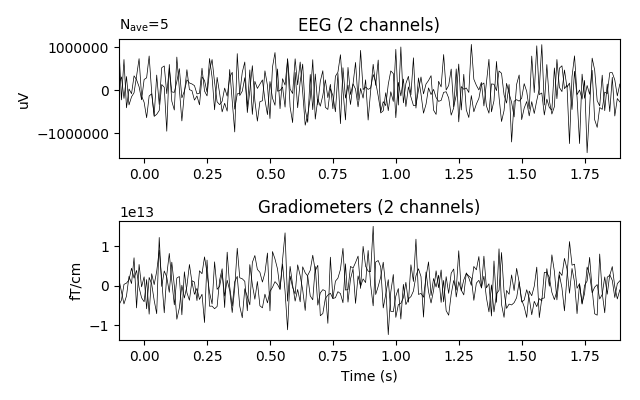 N_ave=5
EEG (2 channels)
1000000
0
−1000000
uV
0.00 0.25 0.50 0.75 1.00 1.25 1.50 1.75
1e13
Gradiometers (2 channels)
1
0
−1
fT/cm
0.00 0.25 0.50 0.75 1.00 1.25 1.50 1.75
Time (s)